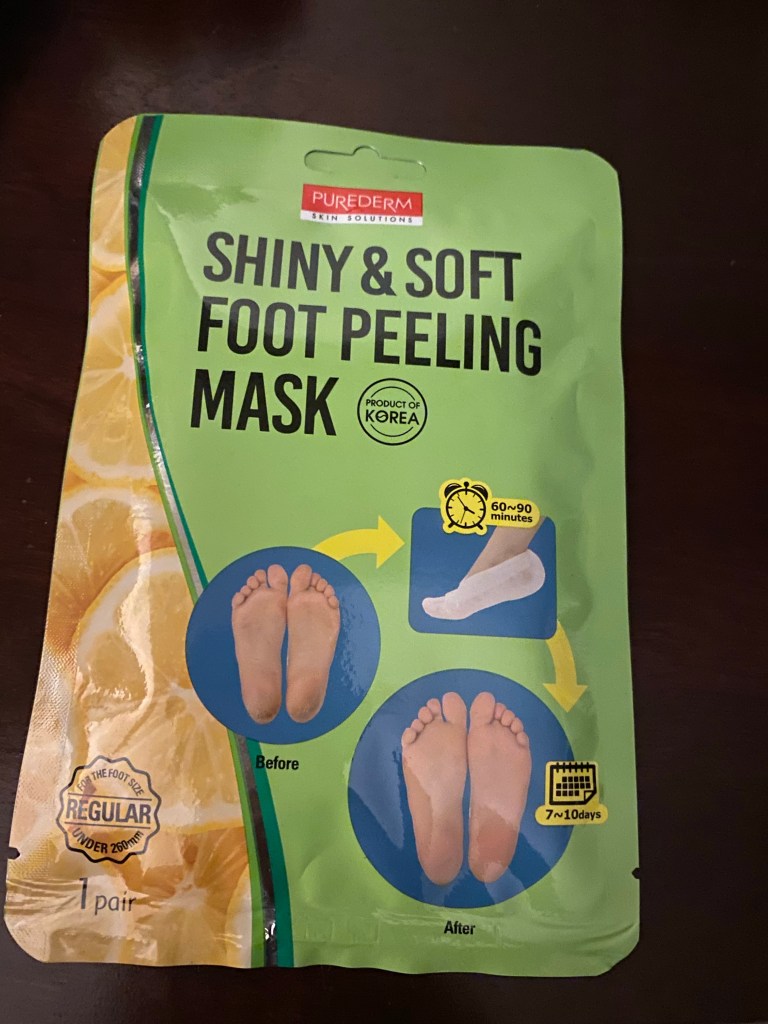 PUREDERM
SKIN SOLUTIONS
SHINY & SOFT
FOOT PEELING
MASK
PRODUCT OF
KOREA
60~90
minutes
Before
7~10days
After
FOR THE FOOT SIZE
REGULAR
UNDER 260mm
1 pair